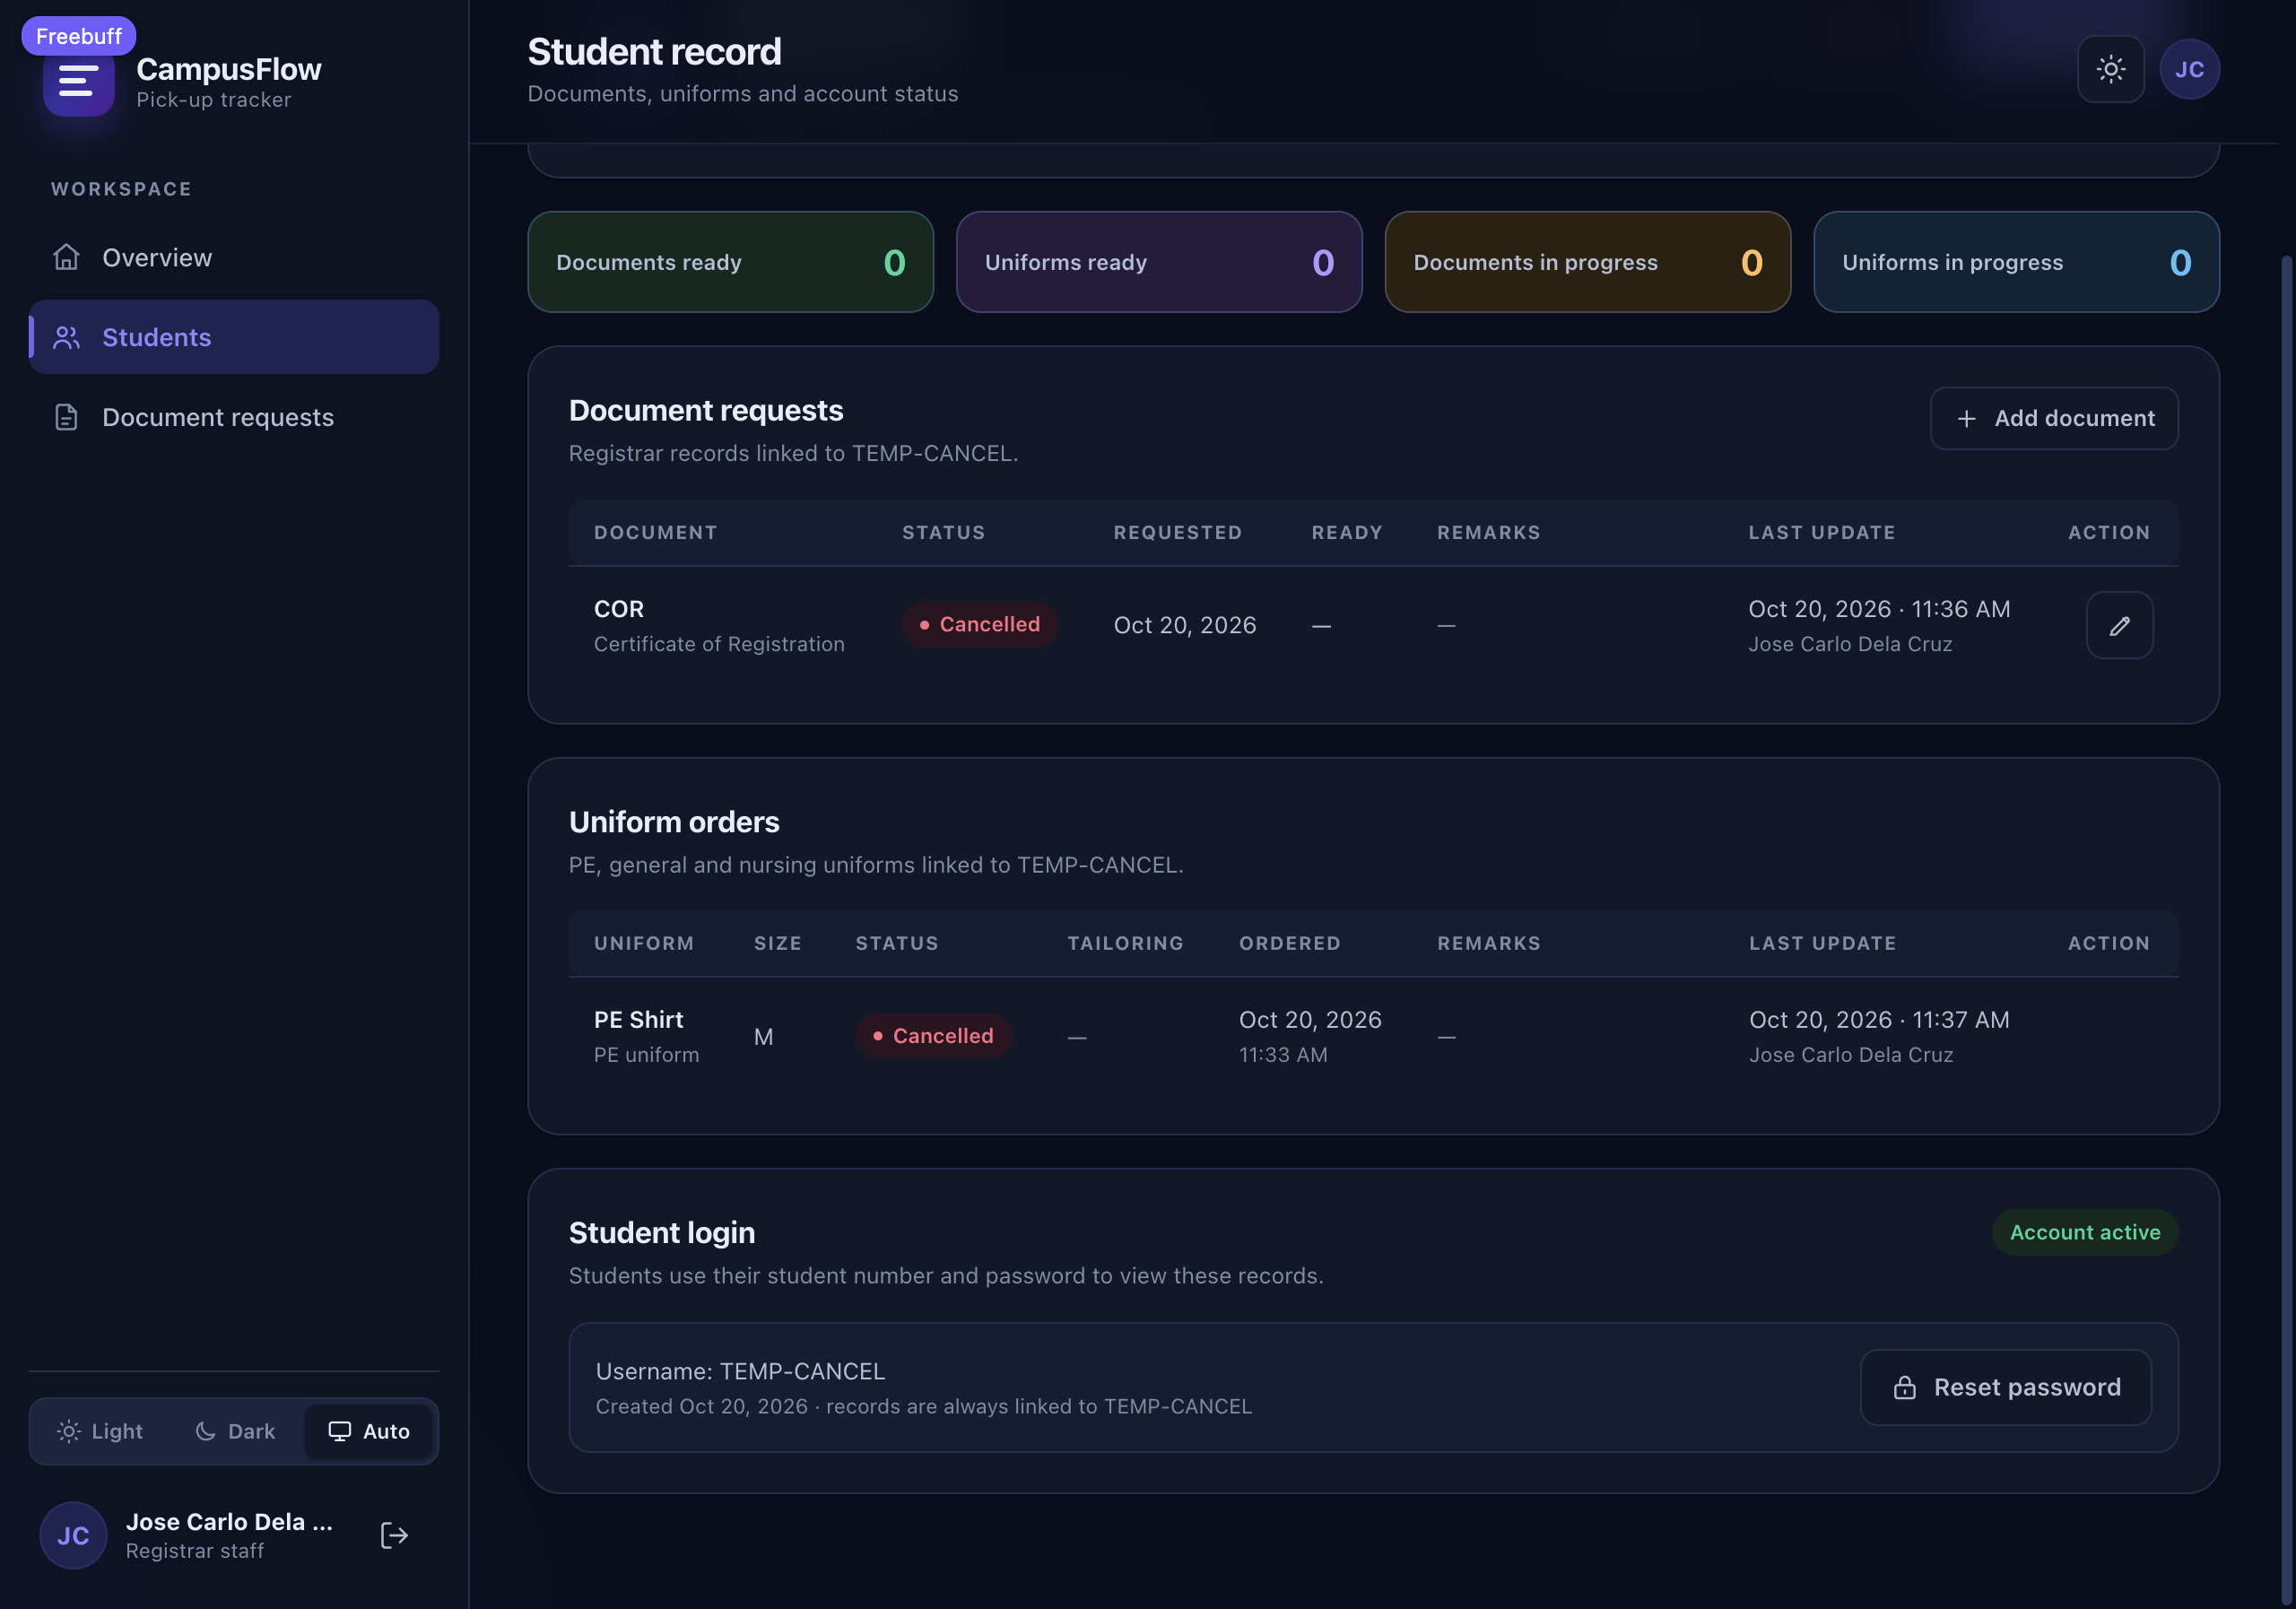 Freebuff
CampusFlow
Pick-up tracker
WORKSPACE
Overview
Students
Document requests
Light
Dark
Auto
JC
Jose Carlo Dela ...
Registrar staff
Student record
Documents, uniforms and account status
JC
Documents ready 0
Uniforms ready 0
Documents in progress 0
Uniforms in progress 0
Document requests
Registrar records linked to TEMP-CANCEL.
+ Add document
DOCUMENT STATUS REQUESTED READY REMARKS LAST UPDATE ACTION
COR Cancelled Oct 20, 2026 — — Oct 20, 2026 · 11:36 AM
Certificate of Registration Jose Carlo Dela Cruz
Uniform orders
PE, general and nursing uniforms linked to TEMP-CANCEL.
UNIFORM SIZE STATUS TAILORING ORDERED REMARKS LAST UPDATE ACTION
PE Shirt M Cancelled — Oct 20, 2026 — Oct 20, 2026 · 11:37 AM
PE uniform 11:33 AM Jose Carlo Dela Cruz
Student login
Account active
Students use their student number and password to view these records.
Username: TEMP-CANCEL
Created Oct 20, 2026 · records are always linked to TEMP-CANCEL
Reset password